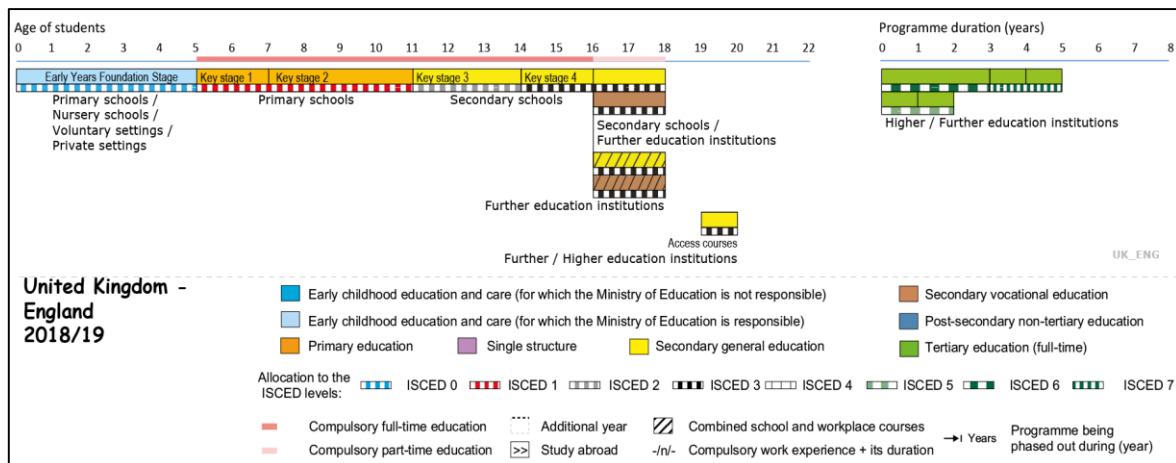 Age of students
Programme duration (years)
0 1 2 3 4 5 6 7 8 9 10 11 12 13 14 15 16 17 18 19 20 21 22
0 1 2 3 4 5 6 7 8
Early Years Foundation Stage
Key stage 1
Key stage 2
Key stage 3
Key stage 4
Primary schools /
Nursery schools /
Voluntary settings /
Private settings
Primary schools
Secondary schools
Secondary schools /
Further education institutions
Higher / Further education institutions
Further education institutions
Access courses
Further / Higher education institutions
UK_ENG
United Kingdom -
England
2018/19
Early childhood education and care (for which the Ministry of Education is not responsible)
Secondary vocational education
Early childhood education and care (for which the Ministry of Education is responsible)
Post-secondary non-tertiary education
Primary education
Single structure
Secondary general education
Tertiary education (full-time)
Allocation to the
ISCED levels:
ISCED 0
ISCED 1
ISCED 2
ISCED 3
ISCED 4
ISCED 5
ISCED 6
ISCED 7
Compulsory full-time education
Additional year
Combined school and workplace courses
Years
Programme being
phased out during (year)
Compulsory part-time education
>> Study abroad
-/n/- Compulsory work experience + its duration